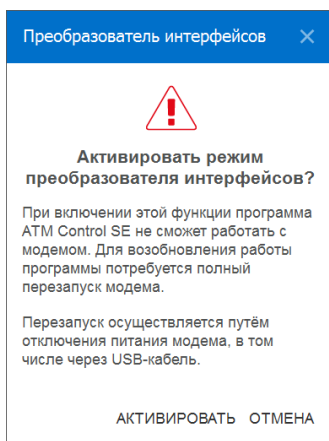 Преобразователь интерфейсов
Активировать режим
преобразователя интерфейсов?
При включении этой функции программа
ATM Control SE не сможет работать с
модемом. Для возобновления работы
программы потребуется полный
перезапуск модема.
Перезапуск осуществляется путём
отключения питания модема, в том
числе через USB-кабель.
АКТИВИРОВАТЬ ОТМЕНА